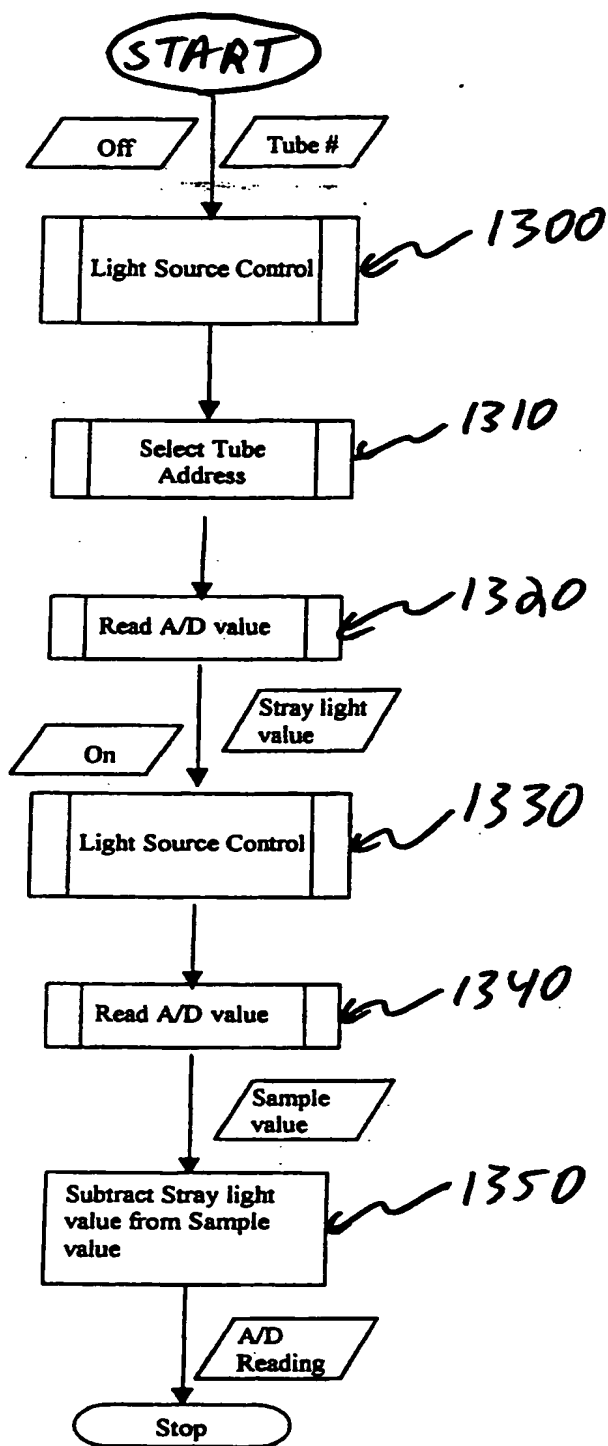 START
Off
Tube #
Light Source Control
1300
Select Tube
Address
1310
Read A/D value
1320
Stray light
value
On
Light Source Control
1330
Read A/D value
1340
Sample
value
Subtract Stray light
value from Sample
value
1350
A/D
Reading
Stop